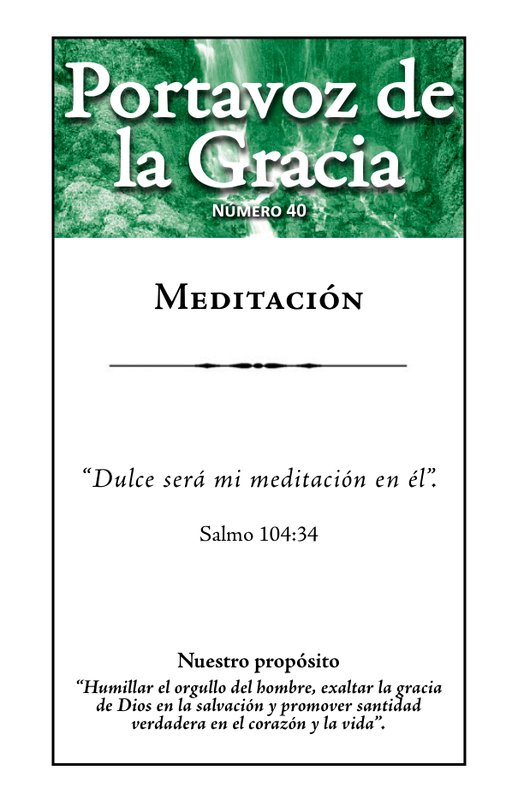 Portavoz de
la Gracia
Número 40
Meditación
“Dulce será mi meditación en él”.
Salmo 104:34
Nuestro propósito
“Humillar el orgullo del hombre, exaltar la gracia
de Dios en la salvación y promover santidad
verdadera en el corazón y la vida”.